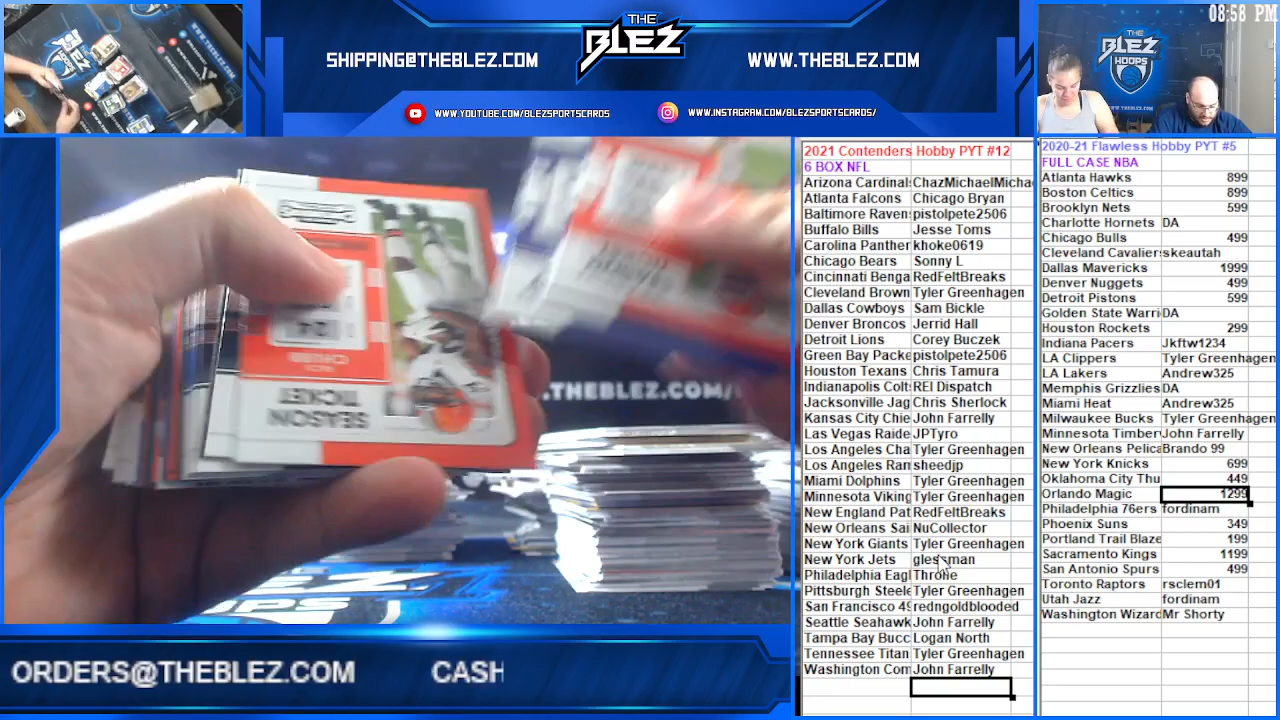 08:58 PM
THE
BLEZ
SHIPPING@THEBLEZ.COM
WWW.THEBLEZ.COM
WWW.YOUTUBE.COM/BLEZSPORTSCARDS
WWW.INSTAGRAM.COM/BLEZSPORTSCARDS/
THE
BLEZ
HOOPS
2021 Contenders Hobby PYT #12
6 BOX NFL
Arizona Cardinals ChazMichaelMicha
Atlanta Falcons Chicago Bryan
Baltimore Raven pistolpete2506
Buffalo Bills Jesse Toms
Carolina Panther khoke0619
Chicago Bears Sonny L
Cincinnati Benga RedFeltBreaks
Cleveland Brown Tyler Greenhagen
Dallas Cowboys Sam Bickle
Denver Broncos Jerrid Hall
Detroit Lions Corey Buczek
Green Bay Packe pistolpete2506
Houston Texans Chris Tamura
Indianapolis Colt REI Dispatch
Jacksonville Jag Chris Sherlock
Kansas City Chie John Farrelly
Las Vegas Raide JPTyro
Los Angeles Cha Tyler Greenhagen
Los Angeles Ran sheedjp
Miami Dolphins Tyler Greenhagen
Minnesota Viking Tyler Greenhagen
New England Pat RedFeltBreaks
New Orleans Sai NuCollector
New York Giants Tyler Greenhagen
New York Jets glessman
Philadelphia Eagl Throne
Pittsburgh Steele Tyler Greenhagen
San Francisco 49 redngoldblooded
Seattle Seahawk John Farrelly
Tampa Bay Bucc Logan North
Tennessee Titan Tyler Greenhagen
Washington Com John Farrelly
2020-21 Flawless Hobby PYT #5
FULL CASE NBA
Atlanta Hawks 899
Boston Celtics 899
Brooklyn Nets 599
Charlotte Hornets DA
Chicago Bulls 499
Cleveland Cavalier skeautah
Dallas Mavericks 1999
Denver Nuggets 499
Detroit Pistons 599
Golden State Warri DA
Houston Rockets 299
Indiana Pacers Jkftw1234
LA Clippers Tyler Greenhagen
LA Lakers Andrew325
Memphis Grizzlies DA
Miami Heat Andrew325
Milwaukee Bucks Tyler Greenhagen
Minnesota Timber John Farrelly
New Orleans Pelica Brando 99
New York Knicks 699
Oklahoma City Thu 449
Orlando Magic 1299
Philadelphia 76ers fordinam
Phoenix Suns 349
Portland Trail Blaze 199
Sacramento Kings 1199
San Antonio Spurs 499
Toronto Raptors rsclem01
Utah Jazz fordinam
Washington Wizard Mr Shorty
SEASON
TICKET
CHUBB
24
.THEBLEZ.COM/
ORDERS@THEBLEZ.COM CASH